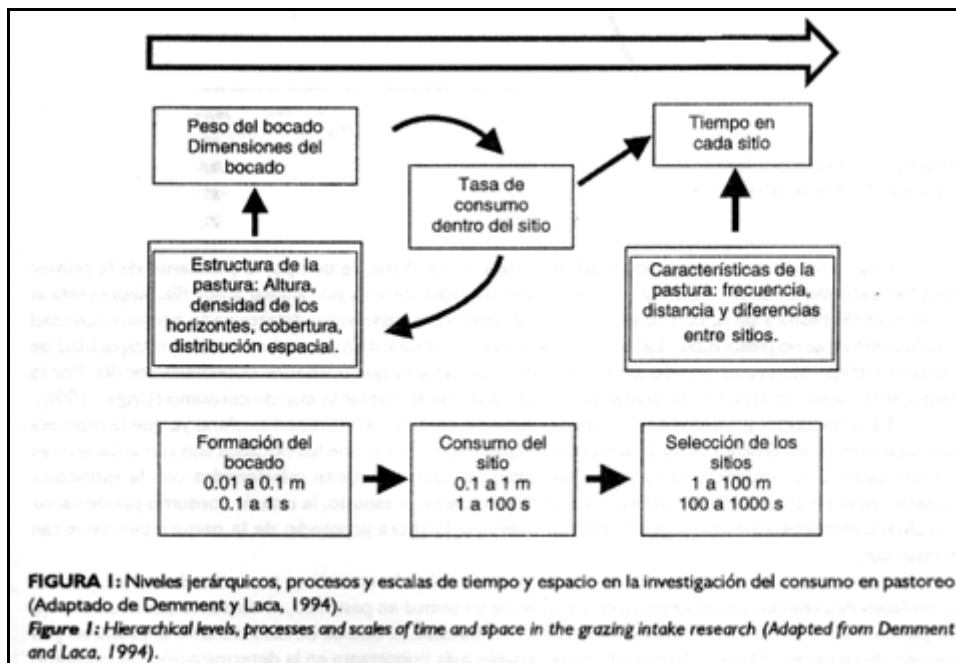 Peso del bocado
Dimensiones del
bocado
Tasa de
consumo
dentro del sitio
Tiempo en
cada sitio
Estructura de la
pastura: Altura,
densidad de los
horizontes, cobertura,
distribución espacial.
Características de la
pastura: frecuencia,
distancia y diferencias
entre sitios.
Formación del
bocado
0.01 a 0.1 m
0.1 a 1 s
Consumo del
sitio
0.1 a 1 m
1 a 100 s
Selección de los
sitios
1 a 100 m
100 a 1000 s
FIGURA 1: Niveles jerárquicos, procesos y escalas de tiempo y espacio en la investigación del consumo en pastoreo
(Adaptado de Demment y Laca, 1994).
Figure 1: Hierarchical levels, processes and scales of time and space in the grazing intake research (Adapted from Demment
and Laca, 1994).